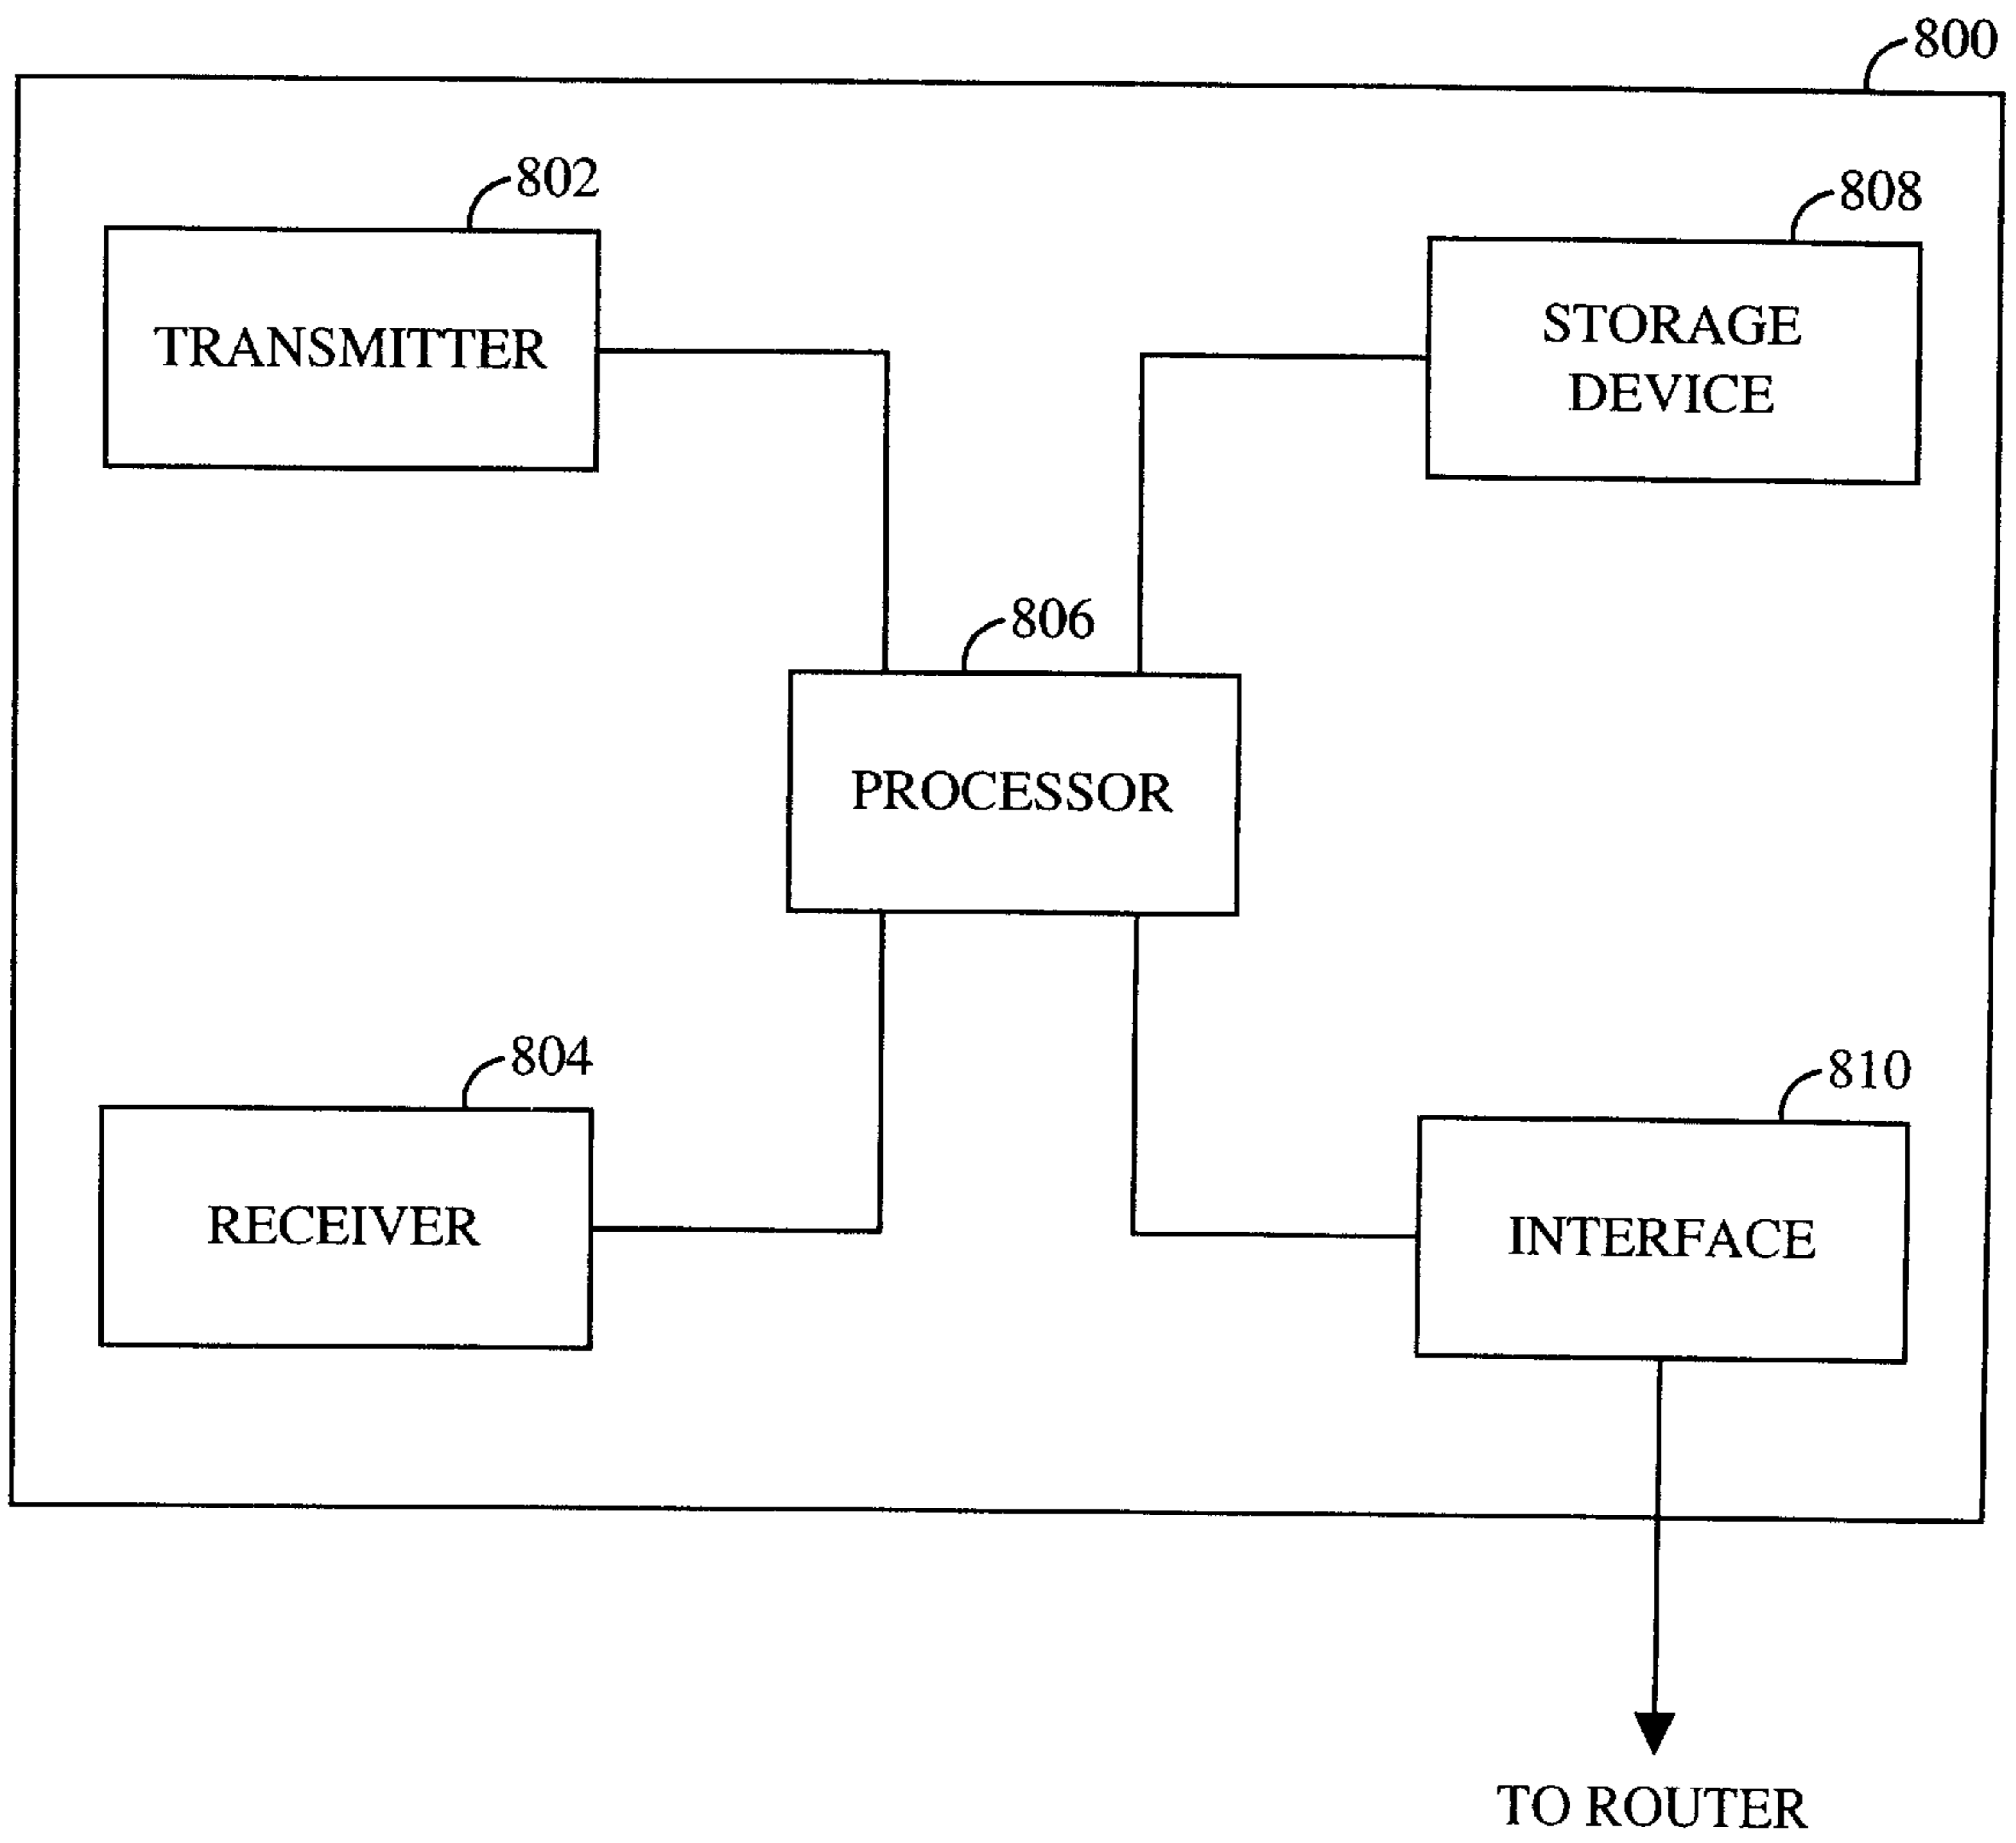 800
802
808
TRANSMITTER
STORAGE
DEVICE
806
PROCESSOR
804
810
RECEIVER
INTERFACE
TO ROUTER